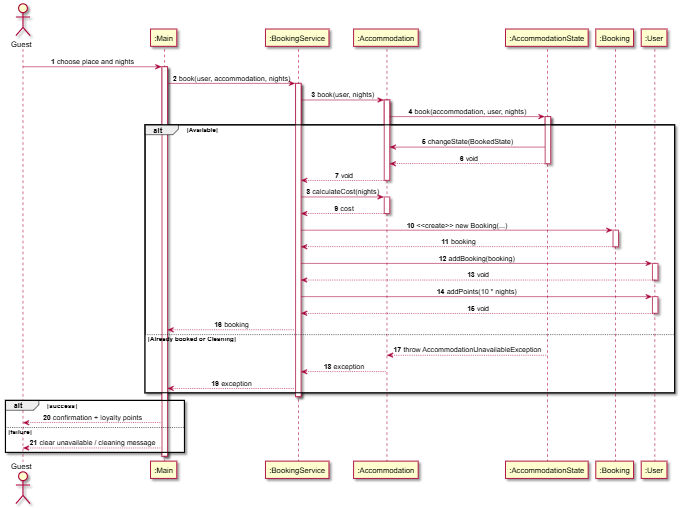 Guest
:Main
:BookingService
:Accommodation
:AccommodationState
:Booking
:User
1 choose place and nights
2 book(user, accommodation, nights)
3 book(user, nights)
4 book(accommodation, user, nights)
alt [Available]
5 changeState(BookedState)
6 void
7 void
8 calculateCost(nights)
9 cost
10 <<create>> new Booking(...)
11 booking
12 addBooking(booking)
13 void
14 addPoints(10 * nights)
15 void
16 booking
[Already booked or Cleaning]
17 throw AccommodationUnavailableException
18 exception
19 exception
alt [success]
20 confirmation + loyalty points
[failure]
21 clear unavailable / cleaning message
Guest
:Main
:BookingService
:Accommodation
:AccommodationState
:Booking
:User